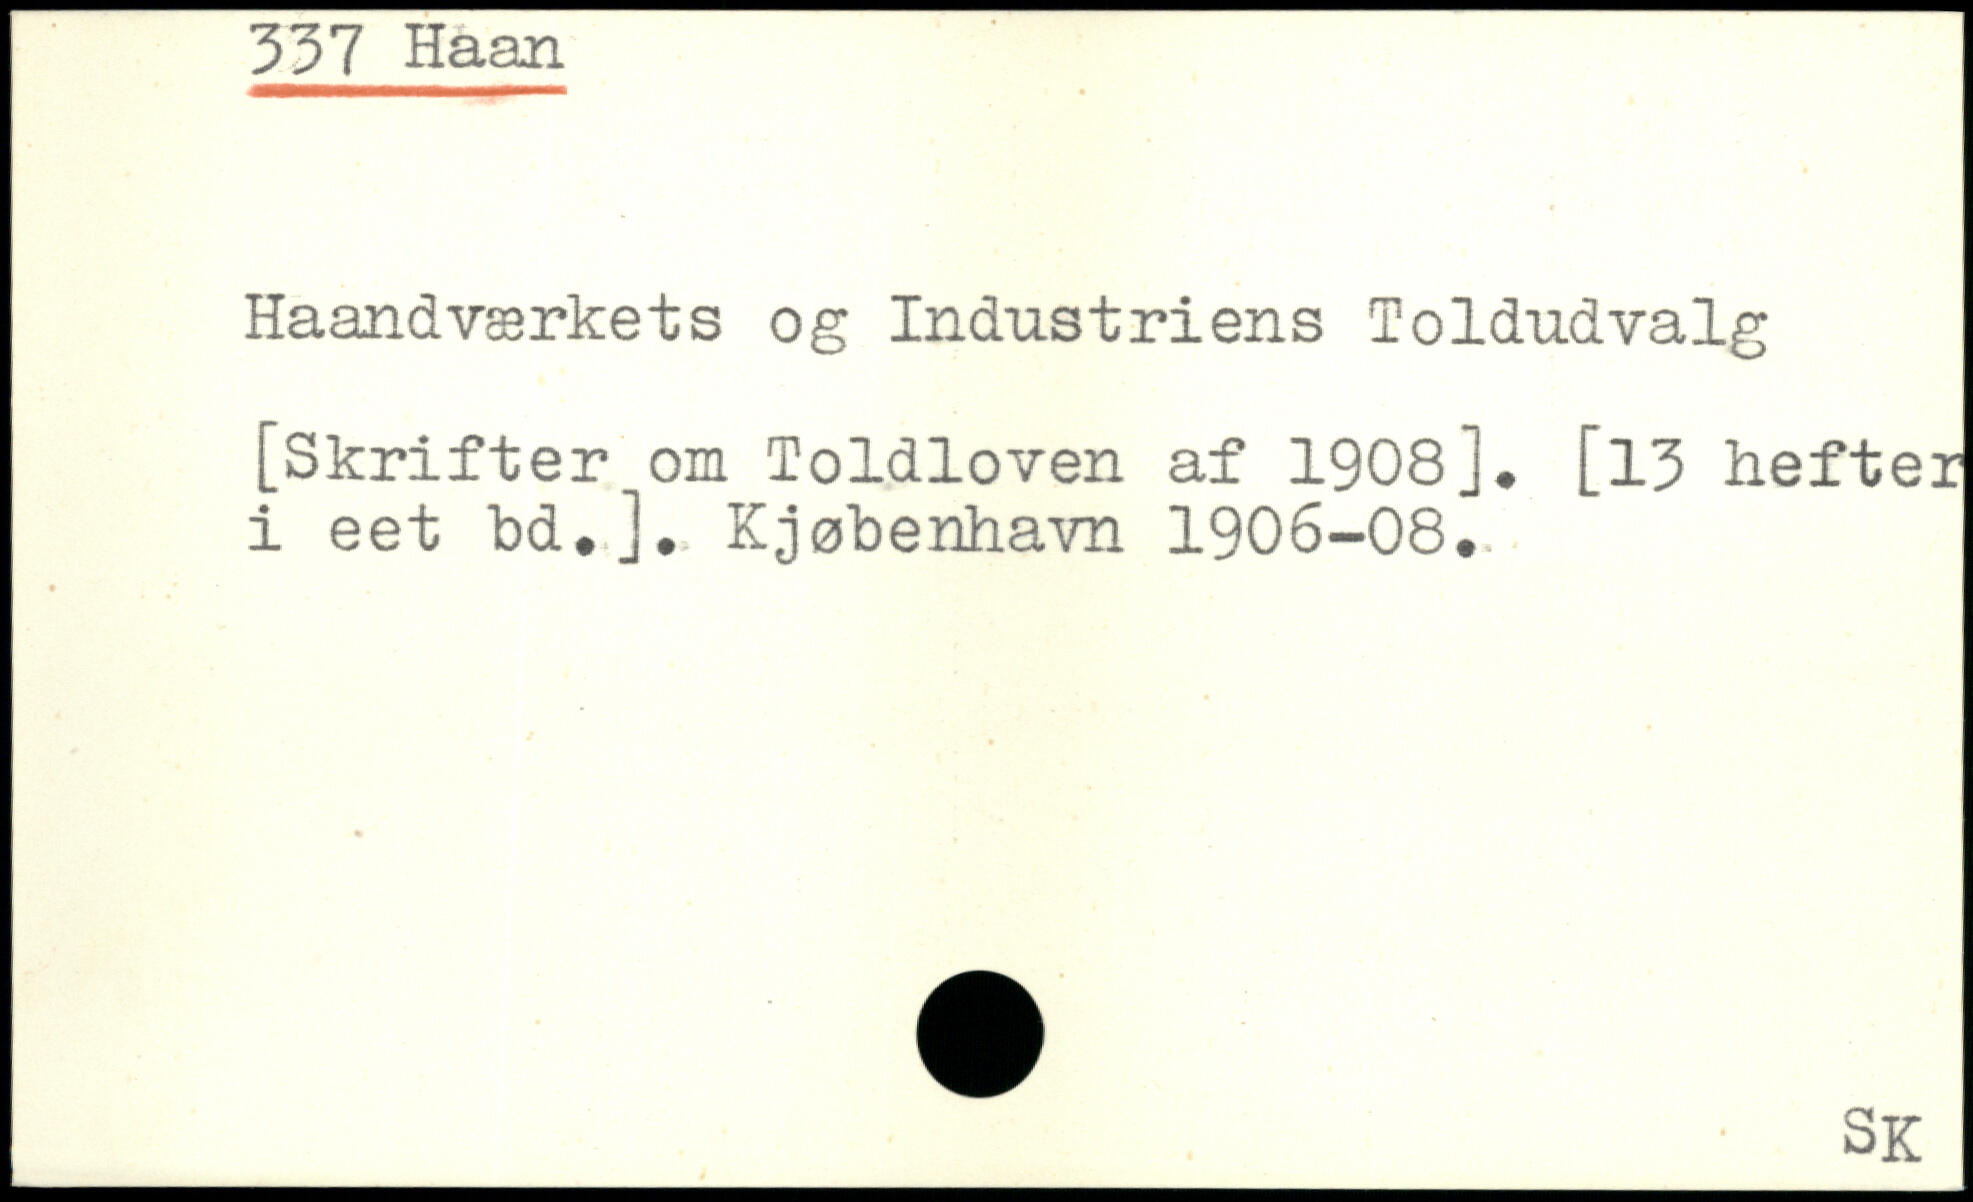 337 Haan
Haandværkets og Industriens Toldudvalg
[Skrifter om Toldloven af 1908]. [13 hefter
i eet bd.]. Kjøbenhavn 1906-08.
SK